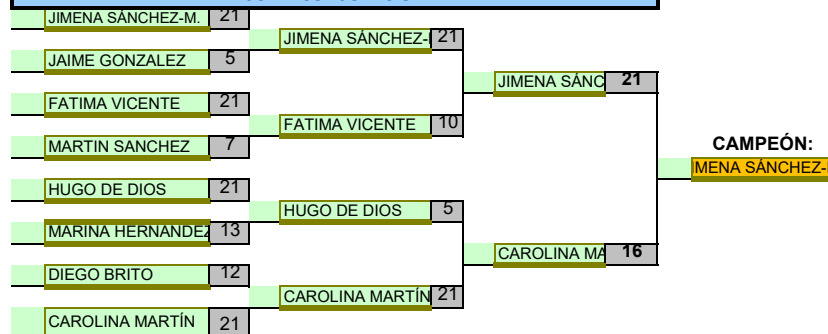 JIMENA SÁNCHEZ-M. 21
JIMENA SÁNCHEZ- 21
JAIME GONZALEZ 5
JIMENA SÁNC 21
FATIMA VICENTE 21
FATIMA VICENTE 10
MARTIN SANCHEZ 7
CAMPEÓN:
MENA SÁNCHEZ-
HUGO DE DIOS 21
HUGO DE DIOS 5
MARINA HERNANDEZ 13
CAROLINA MA 16
DIEGO BRITO 12
CAROLINA MARTÍN 21
CAROLINA MARTÍN 21